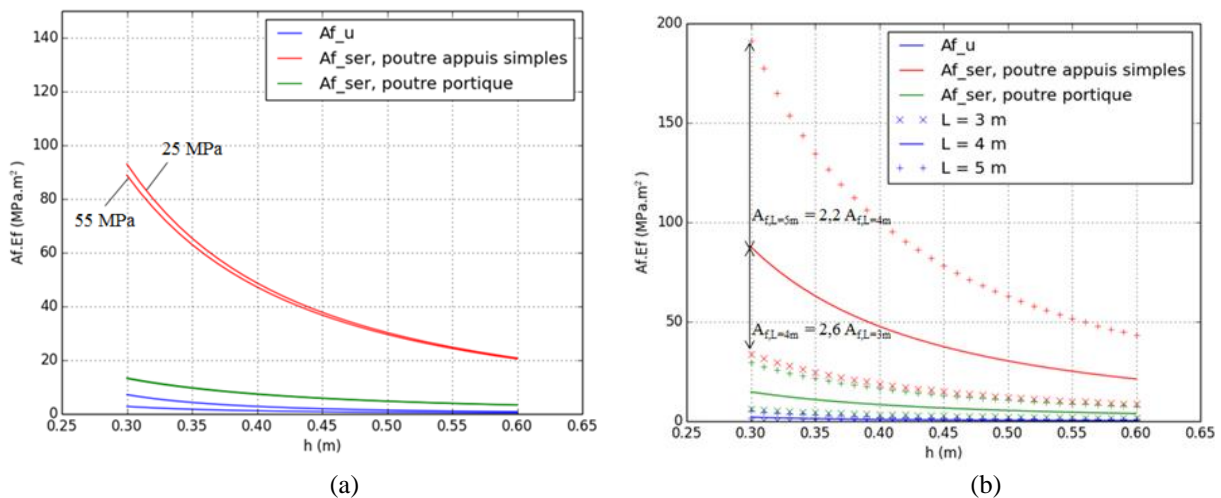 140
120
100
80
60
40
20
0
0.25 0.30 0.35 0.40 0.45 0.50 0.55 0.60 0.65
Af.Ef (MPa.m²)
h (m)
Af_u
Af_ser, poutre appuis simples
Af_ser, poutre portique
25 MPa
55 MPa
(a)
200
150
100
50
0
0.25 0.30 0.35 0.40 0.45 0.50 0.55 0.60 0.65
Af.Ef (MPa.m²)
h (m)
Af_u
Af_ser, poutre appuis simples
Af_ser, poutre portique
L = 3 m
L = 4 m
L = 5 m
Af,L=5m = 2,2 Af,L=4m
Af,L=4m = 2,6 Af,L=3m
(b)